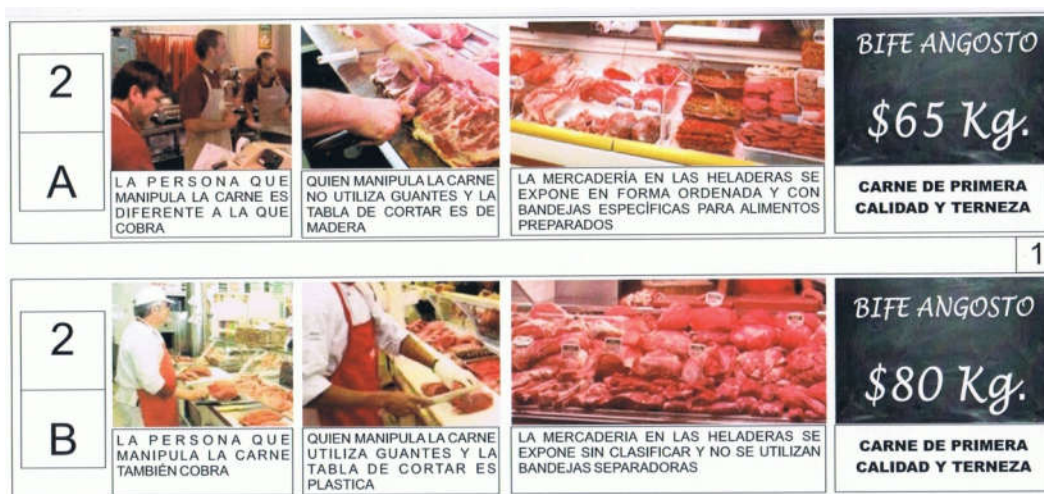 2
A
LA PERSONA QUE
MANIPULA LA CARNE ES
DIFERENTE A LA QUE
COBRA
QUIEN MANIPULA LA CARNE
NO UTILIZA GUANTES Y LA
TABLA DE CORTAR ES DE
MADERA
LA MERCADERÍA EN LAS HELADERAS SE
EXPONE EN FORMA ORDENADA Y CON
BANDEJAS ESPECÍFICAS PARA ALIMENTOS
PREPARADOS
BIFE ANGOSTO
$65 Kg.
CARNE DE PRIMERA
CALIDAD Y TERNEZA
1
2
B
LA PERSONA QUE
MANIPULA LA CARNE
TAMBIÉN COBRA
QUIEN MANIPULA LA CARNE
UTILIZA GUANTES Y LA
TABLA DE CORTAR ES
PLASTICA
LA MERCADERIA EN LAS HELADERAS SE
EXPONE SIN CLASIFICAR Y NO SE UTILIZAN
BANDEJAS SEPARADORAS
BIFE ANGOSTO
$80 Kg.
CARNE DE PRIMERA
CALIDAD Y TERNEZA